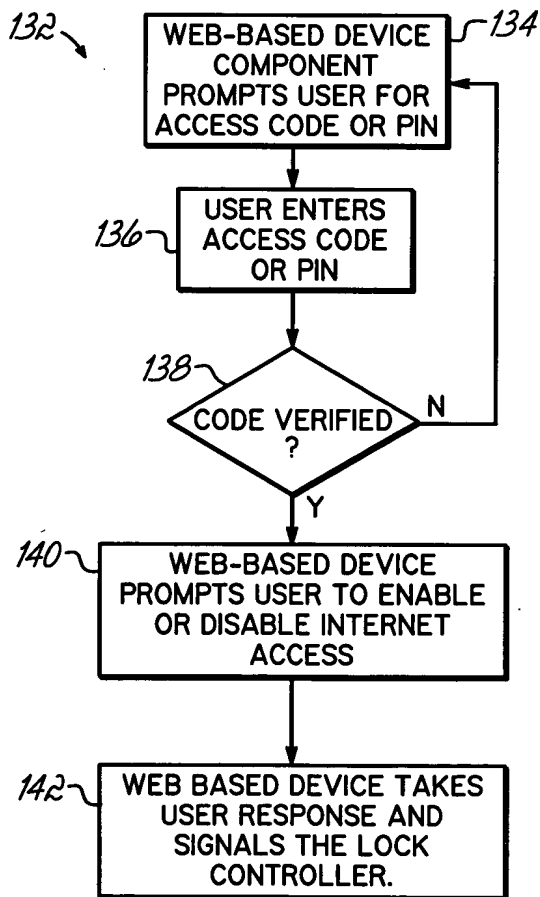 132
134
WEB-BASED DEVICE
COMPONENT
PROMPTS USER FOR
ACCESS CODE OR PIN
136
USER ENTERS
ACCESS CODE
OR PIN
138
CODE VERIFIED
?
N
Y
140
WEB-BASED DEVICE
PROMPTS USER TO ENABLE
OR DISABLE INTERNET
ACCESS
142
WEB BASED DEVICE TAKES
USER RESPONSE AND
SIGNALS THE LOCK
CONTROLLER.